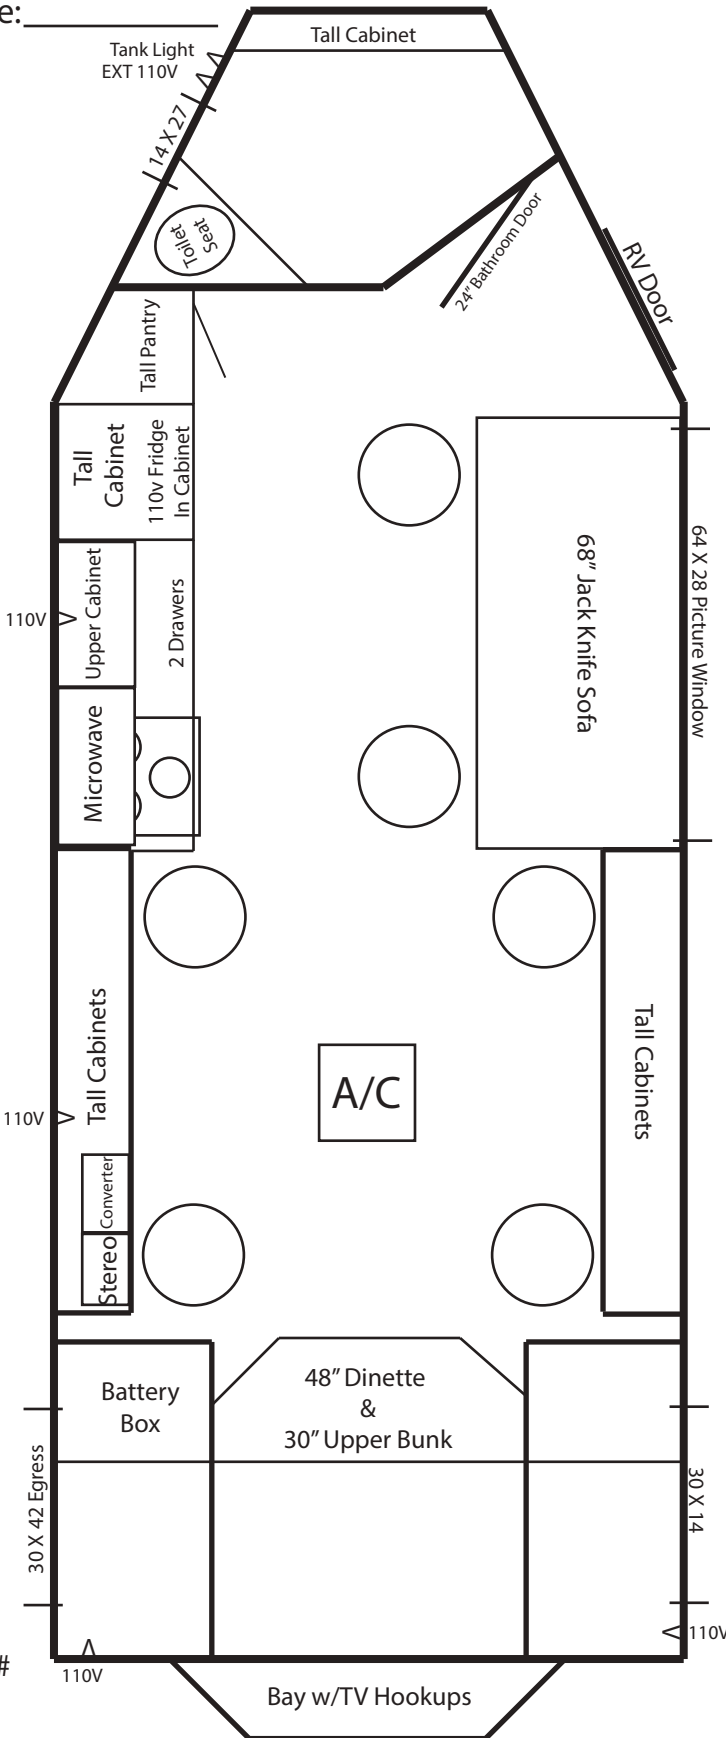 e:
Tall Cabinet
Tank Light
EXT 110V
14 X 27
Toilet
Seat
24" Bathroom Door
RV Door
Tall Pantry
Tall
Cabinet
110v Fridge
In Cabinet
110V
Upper Cabinet
2 Drawers
68" Jack Knife Sofa
64 X 28 Picture Window
Microwave
Tall Cabinets
110V
A/C
Tall Cabinets
Converter
Stereo
Battery
Box
48" Dinette
&
30" Upper Bunk
30 X 42 Egress
30 X 14
110V
#
110V
Bay w/TV Hookups